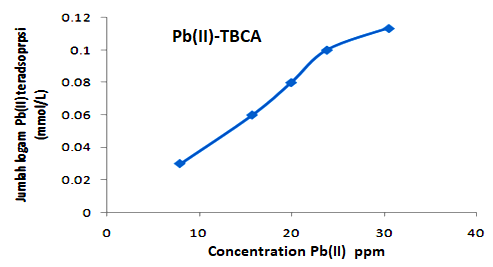 Pb(II)-TBCA
Jumlah logam Pb(II) teradsoprpsi
(mmol/L)
0.12
0.1
0.08
0.06
0.04
0.02
0
0 10 20 30 40
Concentration Pb(II) ppm